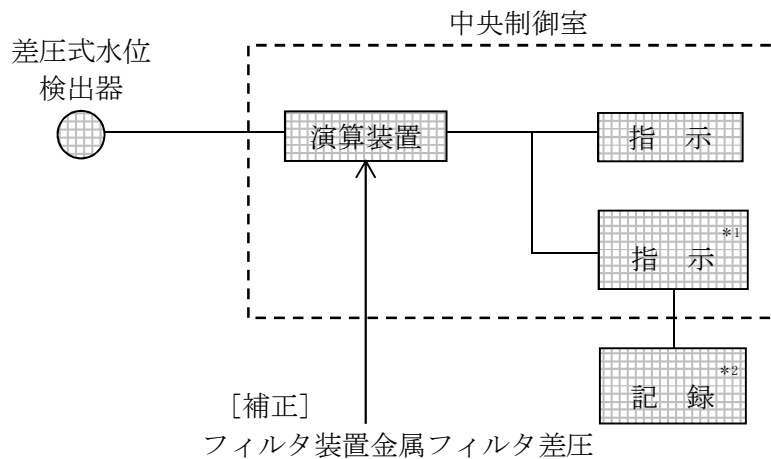 中央制御室
差圧式水位
検出器
演算装置
指 示
指 示 *1
記 録 *2
［補正］
フィルタ装置金属フィルタ差圧